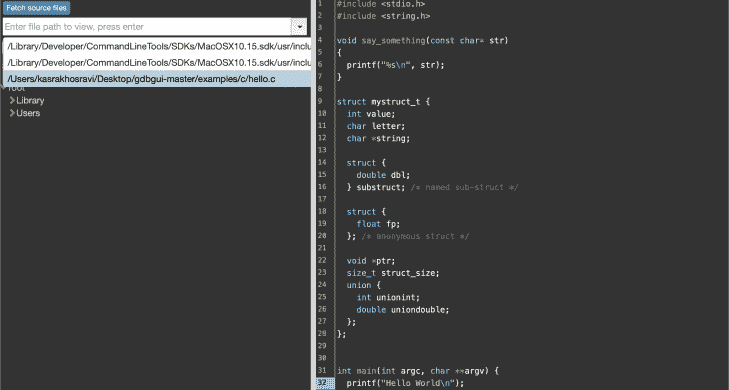 Fetch source files
Enter file path to view, press enter
/Library/Developer/CommandLineTools/SDKs/MacOSX10.15.sdk/usr/inclu
/Library/Developer/CommandLineTools/SDKs/MacOSX10.15.sdk/usr/inclu
/Users/kasrakhosravi/Desktop/gdbgui-master/examples/c/hello.c
root
Library
Users
1 #include <stdio.h>
2 #include <string.h>
3
4 void say_something(const char* str)
5 {
6 printf("%s\n", str);
7 }
8
9 struct mystruct_t {
10 int value;
11 char letter;
12 char *string;
13
14 struct {
15 double dbl;
16 } substruct; /* named sub-struct */
17
18 struct {
19 float fp;
20 }; /* anonymous struct */
21
22 void *ptr;
23 size_t struct_size;
24 union {
25 int unionint;
26 double uniondouble;
27 };
28 };
29
30
31 int main(int argc, char **argv) {
32 printf("Hello World\n");